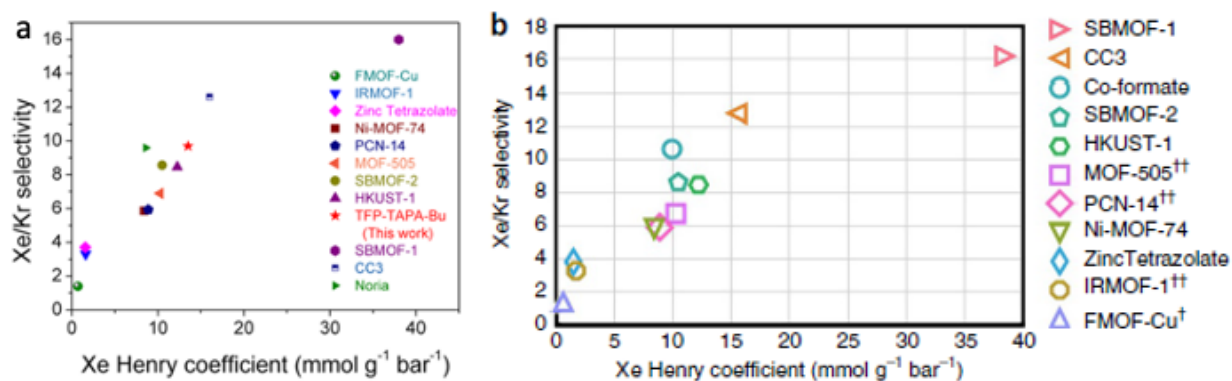 a
Xe/Kr selectivity
16
14
12
10
8
6
4
2
0
0 10 20 30 40
Xe Henry coefficient (mmol g⁻¹ bar⁻¹)
FMOF-Cu
IRMOF-1
Zinc Tetrazolate
Ni-MOF-74
PCN-14
MOF-505
SBMOF-2
HKUST-1
TFP-TAPA-Bu
(This work)
SBMOF-1
CC3
Noria
b
Xe/Kr selectivity
18
16
14
12
10
8
6
4
2
0
0 5 10 15 20 25 30 35 40
Xe Henry coefficient (mmol g⁻¹ bar⁻¹)
SBMOF-1
CC3
Co-formate
SBMOF-2
HKUST-1
MOF-505††
PCN-14††
Ni-MOF-74
ZincTetrazolate
IRMOF-1††
FMOF-Cu†